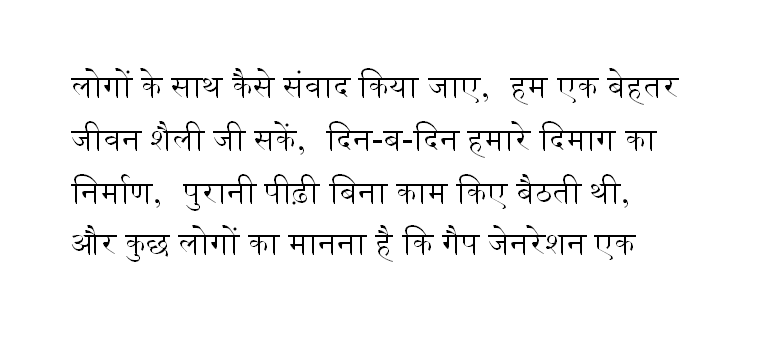 लोगों के साथ कैसे संवाद किया जाए, हम एक बेहतर
जीवन शैली जी सकें, दिन-ब-दिन हमारे दिमाग का
निर्माण, पुरानी पीढ़ी बिना काम किए बैठती थी,
और कुछ लोगों का मानना है कि गैप जेनरेशन एक